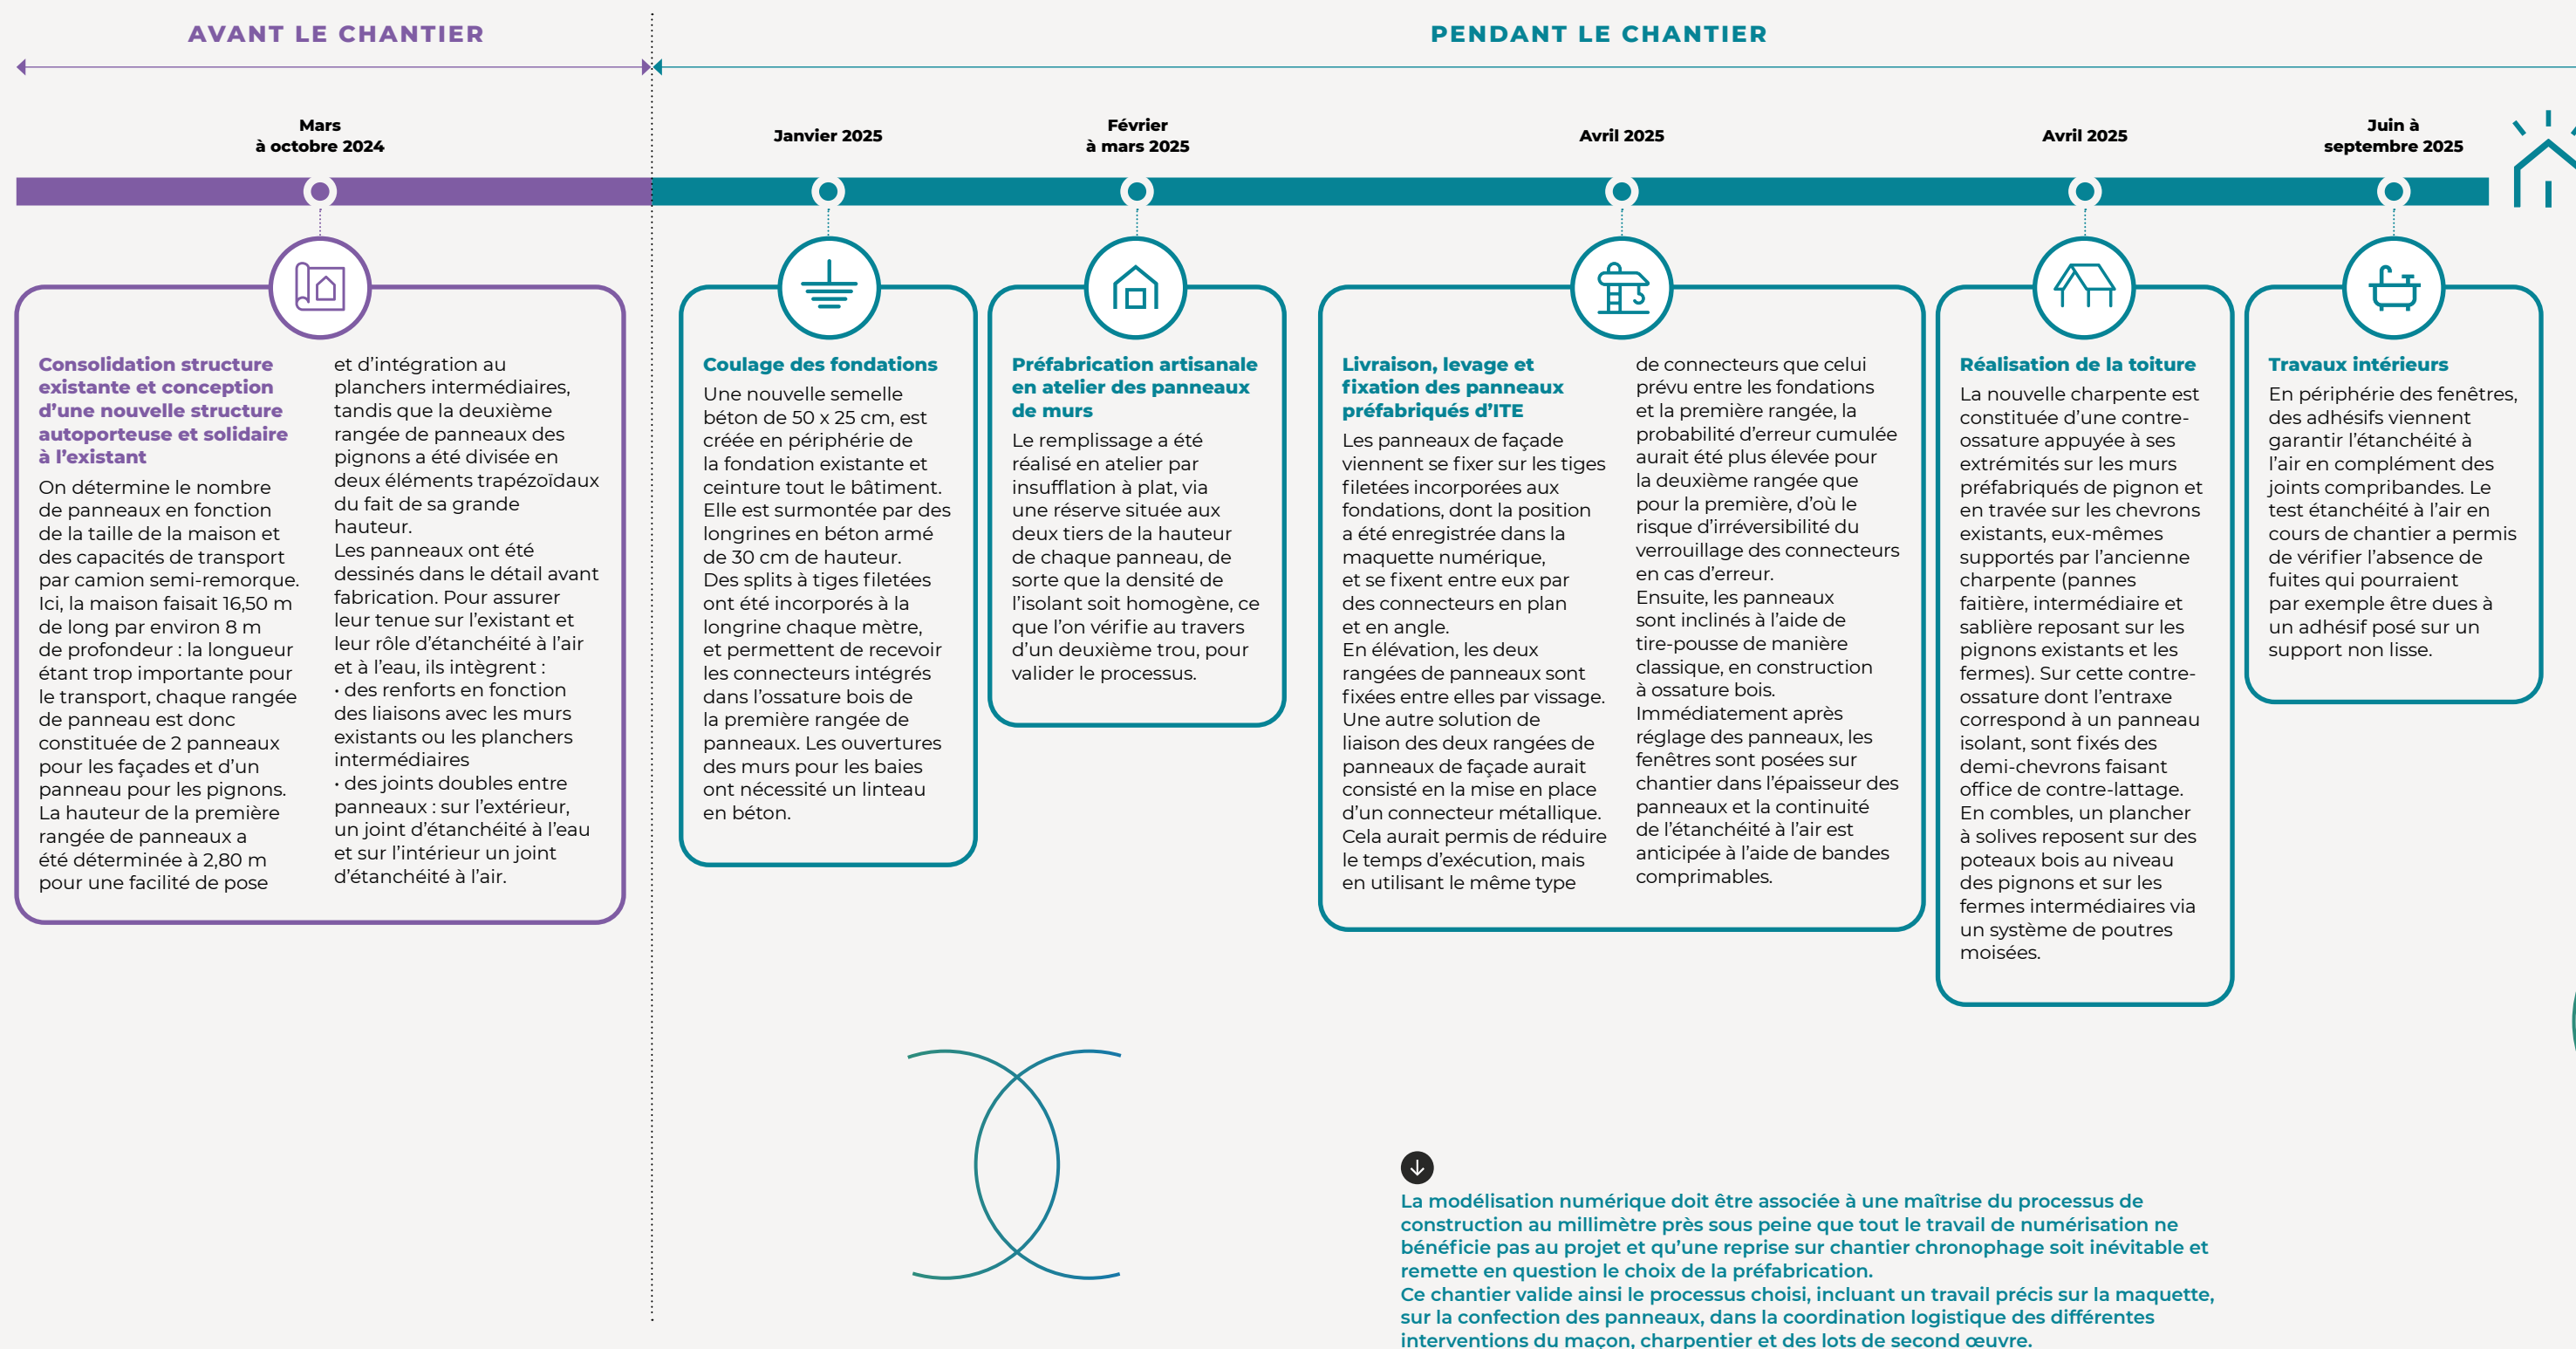 AVANT LE CHANTIER
PENDANT LE CHANTIER
Mars
à octobre 2024
Janvier 2025
Février
à mars 2025
Avril 2025
Avril 2025
Juin à
septembre 2025
Consolidation structure
existante et conception
d’une nouvelle structure
autoporteuse et solidaire
à l’existant
On détermine le nombre
de panneaux en fonction
de la taille de la maison et
des capacités de transport
par camion semi-remorque.
Ici, la maison faisait 16,50 m
de long par environ 8 m
de profondeur : la longueur
étant trop importante pour
le transport, chaque rangée
de panneau est donc
constituée de 2 panneaux
pour les façades et d’un
panneau pour les pignons.
La hauteur de la première
rangée de panneaux a
été déterminée à 2,80 m
pour une facilité de pose
et d’intégration au
planchers intermédiaires,
tandis que la deuxième
rangée de panneaux des
pignons a été divisée en
deux éléments trapézoïdaux
du fait de sa grande
hauteur.
Les panneaux ont été
dessinés dans le détail avant
fabrication. Pour assurer
leur tenue sur l’existant et
leur rôle d’étanchéité à l’air
et à l’eau, ils intègrent :
• des renforts en fonction
des liaisons avec les murs
existants ou les planchers
intermédiaires
• des joints doubles entre
panneaux : sur l’extérieur,
un joint d’étanchéité à l’eau
et sur l’intérieur un joint
d’étanchéité à l’air.
Coulage des fondations
Une nouvelle semelle
béton de 50 x 25 cm, est
créée en périphérie de
la fondation existante et
ceinture tout le bâtiment.
Elle est surmontée par des
longrines en béton armé
de 30 cm de hauteur.
Des splits à tiges filetées
ont été incorporés à la
longrine chaque mètre,
et permettent de recevoir
les connecteurs intégrés
dans l’ossature bois de
la première rangée de
panneaux. Les ouvertures
des murs pour les baies
ont nécessité un linteau
en béton.
Préfabrication artisanale
en atelier des panneaux
de murs
Le remplissage a été
réalisé en atelier par
insufflation à plat, via
une réserve située aux
deux tiers de la hauteur
de chaque panneau, de
sorte que la densité de
l’isolant soit homogène, ce
que l’on vérifie au travers
d’un deuxième trou, pour
valider le processus.
Livraison, levage et
fixation des panneaux
préfabriqués d’ITE
Les panneaux de façade
viennent se fixer sur les tiges
filetées incorporées aux
fondations, dont la position
a été enregistrée dans la
maquette numérique,
et se fixent entre eux par
des connecteurs en plan
et en angle.
En élévation, les deux
rangées de panneaux sont
fixées entre elles par vissage.
Une autre solution de
liaison des deux rangées de
panneaux de façade aurait
consisté en la mise en place
d’un connecteur métallique.
Cela aurait permis de réduire
le temps d’exécution, mais
en utilisant le même type
de connecteurs que celui
prévu entre les fondations
et la première rangée, la
probabilité d’erreur cumulée
aurait été plus élevée pour
la deuxième rangée que
pour la première, d’où le
risque d’irréversibilité du
verrouillage des connecteurs
en cas d’erreur.
Ensuite, les panneaux
sont inclinés à l’aide de
tire-pousse de manière
classique, en construction
à ossature bois.
Immédiatement après
réglage des panneaux, les
fenêtres sont posées sur
chantier dans l’épaisseur des
panneaux et la continuité
de l’étanchéité à l’air est
anticipée à l’aide de bandes
comprimables.
Réalisation de la toiture
La nouvelle charpente est
constituée d’une contre-
ossature appuyée à ses
extrémités sur les murs
préfabriqués de pignon et
en travée sur les chevrons
existants, eux-mêmes
supportés par l’ancienne
charpente (pannes
faitière, intermédiaire et
sablière reposant sur les
pignons existants et les
fermes). Sur cette contre-
ossature dont l’entraxe
correspond à un panneau
isolant, sont fixés des
demi-chevrons faisant
office de contre-lattage.
En combles, un plancher
à solives reposent sur des
poteaux bois au niveau
des pignons et sur les
fermes intermédiaires via
un système de poutres
moisées.
Travaux intérieurs
En périphérie des fenêtres,
des adhésifs viennent
garantir l’étanchéité à
l’air en complément des
joints compribandes. Le
test étanchéité à l’air en
cours de chantier a permis
de vérifier l’absence de
fuites qui pourraient
par exemple être dues à
un adhésif posé sur un
support non lisse.
La modélisation numérique doit être associée à une maîtrise du processus de
construction au millimètre près sous peine que tout le travail de numérisation ne
bénéficie pas au projet et qu’une reprise sur chantier chronophage soit inévitable et
remette en question le choix de la préfabrication.
Ce chantier valide ainsi le processus choisi, incluant un travail précis sur la maquette,
sur la confection des panneaux, dans la coordination logistique des différentes
interventions du maçon, charpentier et des lots de second œuvre.